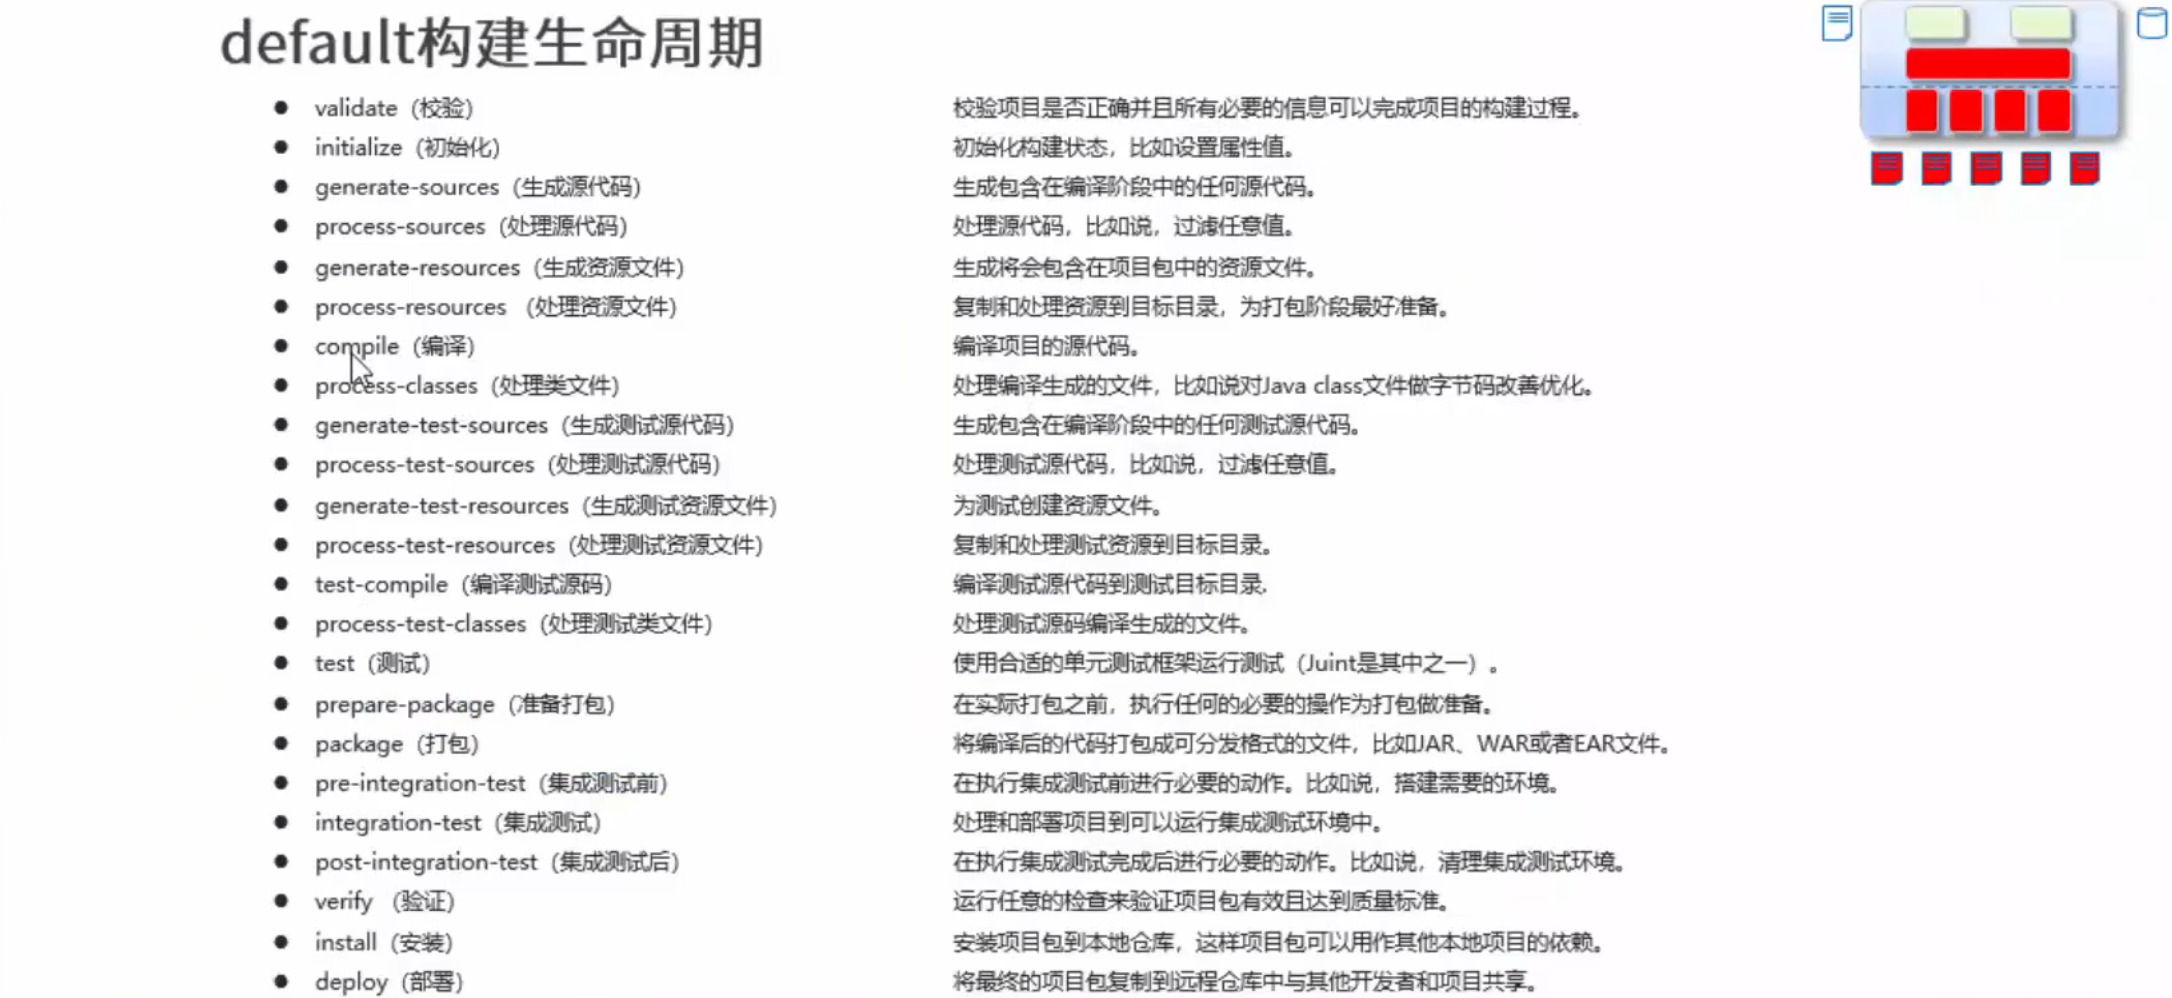 default构建生命周期
validate（校验） 校验项目是否正确并且所有必要的信息可以完成项目的构建过程。
initialize（初始化） 初始化构建状态，比如设置属性值。
generate-sources（生成源代码） 生成包含在编译阶段中的任何源代码。
process-sources（处理源代码） 处理源代码，比如说，过滤任意值。
generate-resources（生成资源文件） 生成将会包含在项目包中的资源文件。
process-resources （处理资源文件） 复制和处理资源到目标目录，为打包阶段最好准备。
compile（编译） 编译项目的源代码。
process-classes（处理类文件） 处理编译生成的文件，比如说对Java class文件做字节码改善优化。
generate-test-sources（生成测试源代码） 生成包含在编译阶段中的任何测试源代码。
process-test-sources（处理测试源代码） 处理测试源代码，比如说，过滤任意值。
generate-test-resources（生成测试资源文件） 为测试创建资源文件。
process-test-resources（处理测试资源文件） 复制和处理测试资源到目标目录。
test-compile（编译测试源码） 编译测试源代码到测试目标目录.
process-test-classes（处理测试类文件） 处理测试源码编译生成的文件。
test（测试） 使用合适的单元测试框架运行测试（Juint是其中之一）。
prepare-package（准备打包） 在实际打包之前，执行任何的必要的操作为打包做准备。
package（打包） 将编译后的代码打包成可分发格式的文件，比如JAR、WAR或者EAR文件。
pre-integration-test（集成测试前） 在执行集成测试前进行必要的动作。比如说，搭建需要的环境。
integration-test（集成测试） 处理和部署项目到可以运行集成测试环境中。
post-integration-test（集成测试后） 在执行集成测试完成后进行必要的动作。比如说，清理集成测试环境。
verify （验证） 运行任意的检查来验证项目包有效且达到质量标准。
install（安装） 安装项目包到本地仓库，这样项目包可以用作其他本地项目的依赖。
deploy（部署） 将最终的项目包复制到远程仓库中与其他开发者和项目共享。